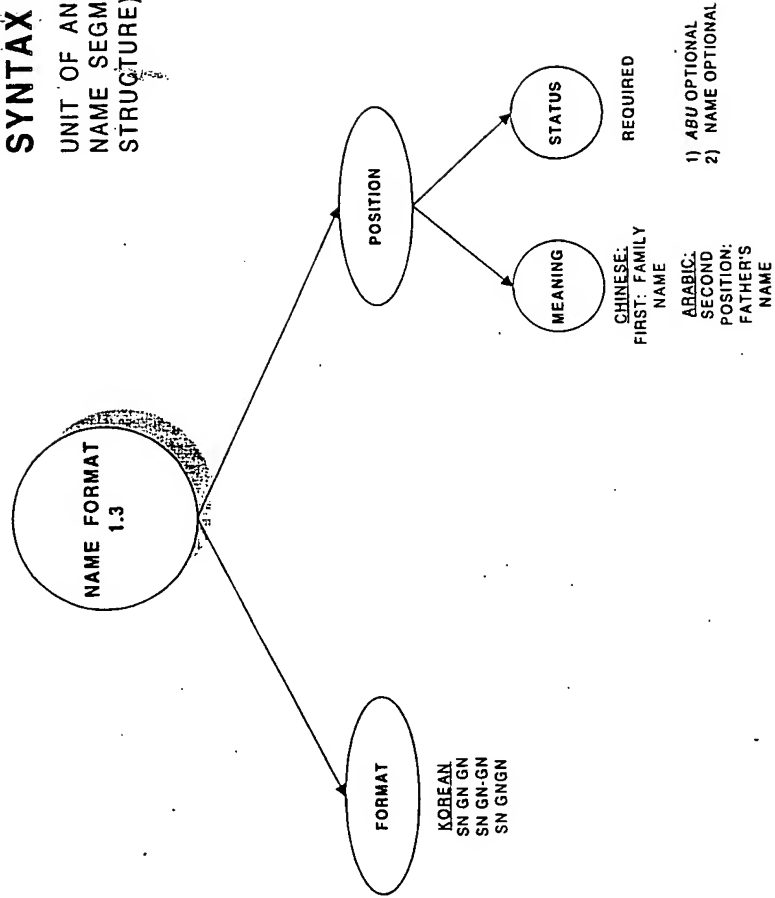 SYNTAX
UNIT OF AN
NAME SEGM
STRUCTURE)
NAME FORMAT
1.3
FORMAT
KOREAN
SN GN GN
SN GN-GN
SN GNGN
POSITION
MEANING
CHINESE:
FIRST: FAMILY
NAME
ARABIC:
SECOND
POSITION:
FATHER'S
NAME
STATUS
REQUIRED
1) ABU OPTIONAL
2) NAME OPTIONAL